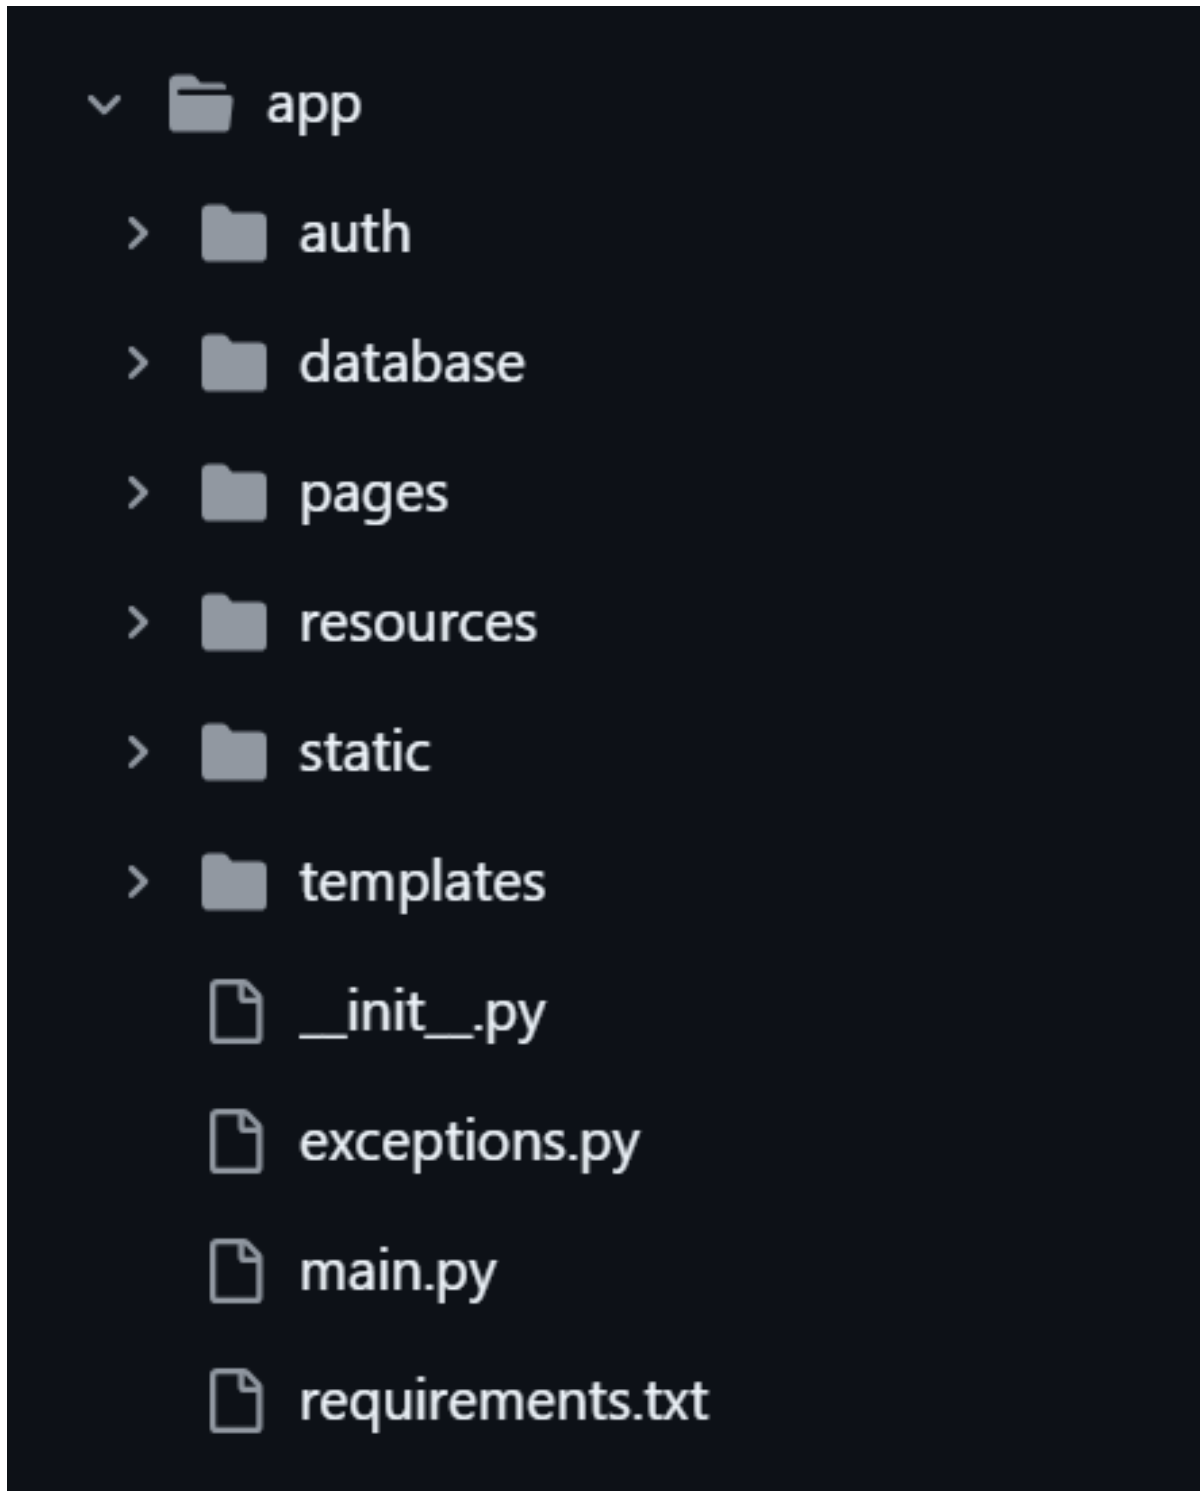 app
auth
database
pages
resources
static
templates
__init__.py
exceptions.py
main.py
requirements.txt